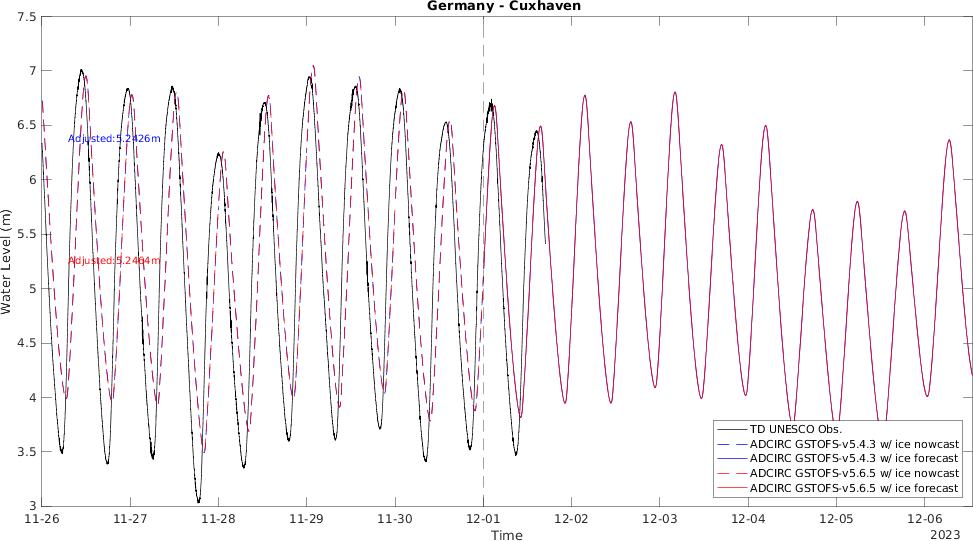 Germany - Cuxhaven
7.5
7
6.5
6
5.5
5
4.5
4
3.5
3
Water Level (m)
Adjusted:5.2426m
Adjusted:5.2464m
TD UNESCO Obs.
ADCIRC GSTOFS-v5.4.3 w/ ice nowcast
ADCIRC GSTOFS-v5.4.3 w/ ice forecast
ADCIRC GSTOFS-v5.6.5 w/ ice nowcast
ADCIRC GSTOFS-v5.6.5 w/ ice forecast
11-26 11-27 11-28 11-29 11-30 12-01 12-02 12-03 12-04 12-05 12-06
Time
2023